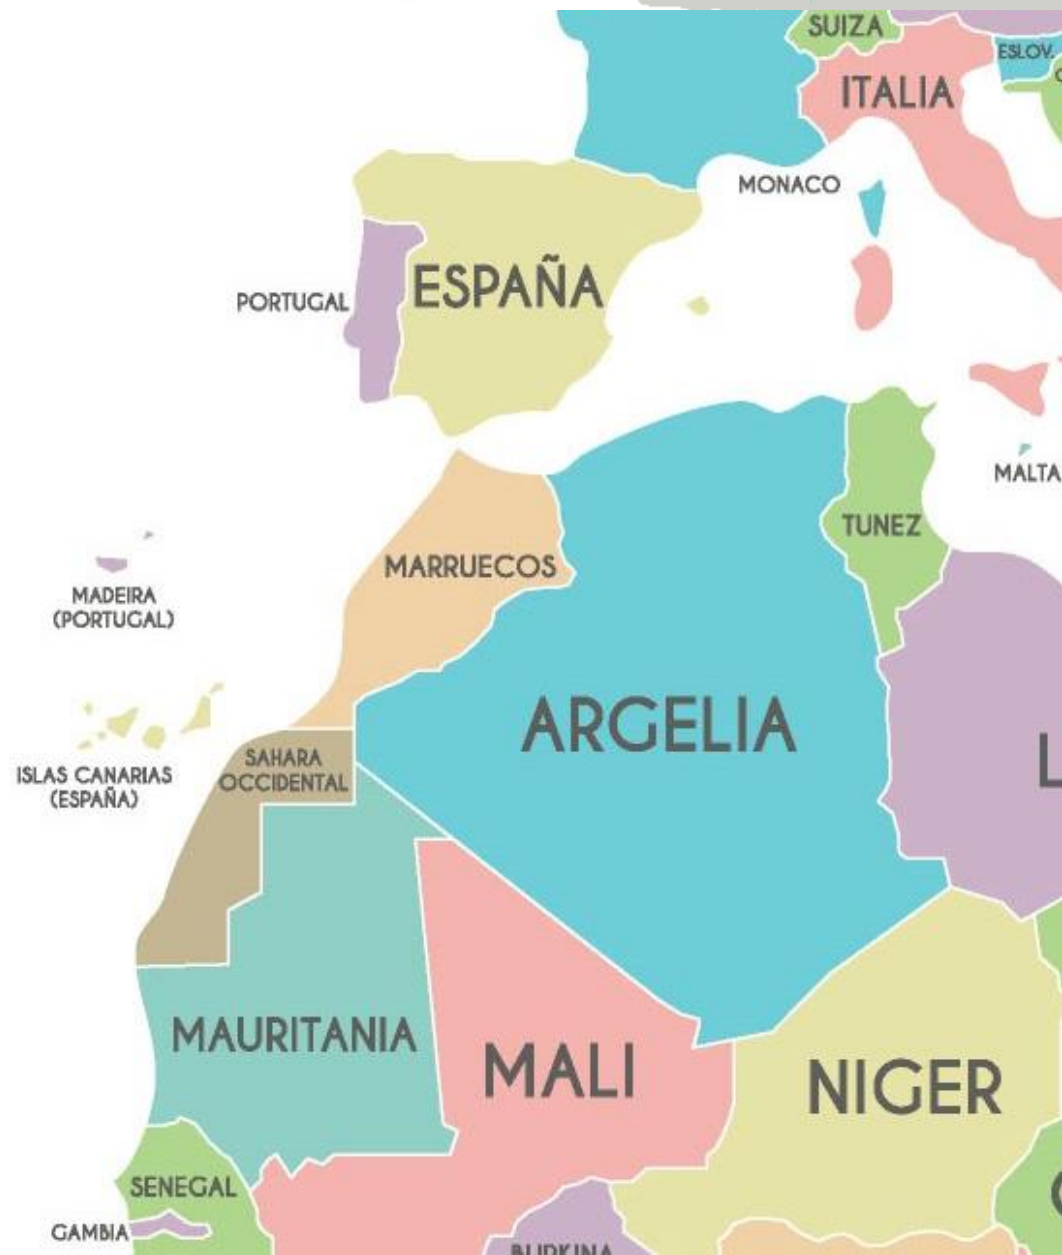 SUIZA
ESLOV.
ITALIA
MONACO
ESPAÑA
PORTUGAL
MALTA
TUNEZ
MARRUECOS
MADEIRA
(PORTUGAL)
ARGELIA
L
SAHARA
OCCIDENTAL
ISLAS CANARIAS
(ESPAÑA)
MAURITANIA
MALI
NIGER
SENEGAL
GAMBIA
BURKINA